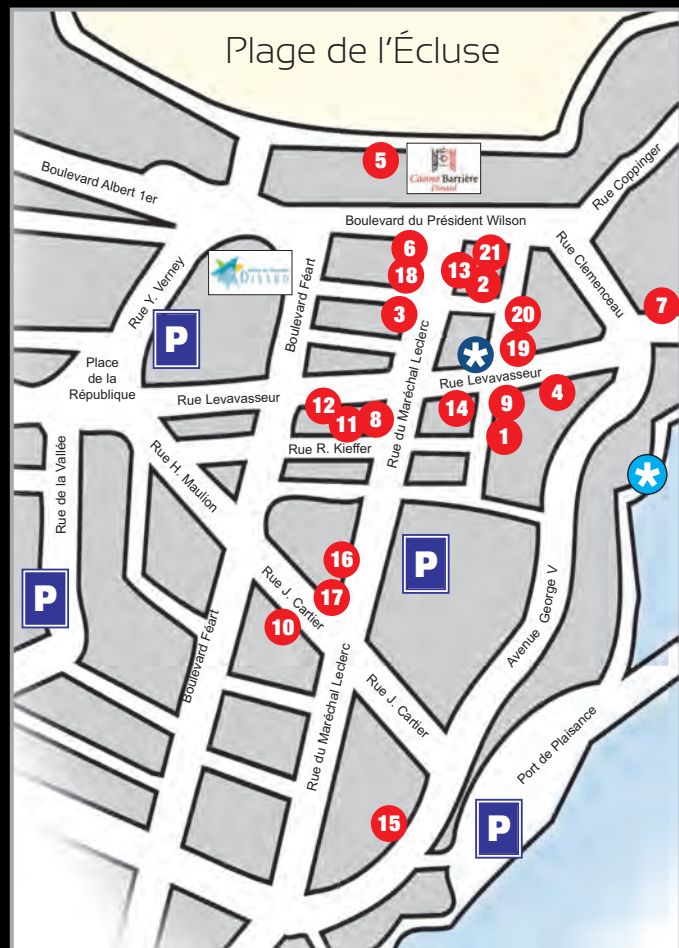 Plage de l'Écluse
5
Casino Barrière
Dinard
Boulevard Albert 1er
Rue Coppinger
Boulevard du Président Wilson
6
21
Rue Clemenceau
18
13
2
DINARD
Boulevard Féart
Rue Y. Verney
7
3
20
P
Rue du Maréchal Leclerc
19
*
Place
de la
République
Rue Levavasseur
4
Rue Levavasseur
12
11
8
14
9
1
Rue R. Kieffer
*
Rue de la Vallée
Rue H. Maulion
16
P
P
17
Rue J. Cartier
10
Avenue George V
Boulevard Féart
Rue du Maréchal Leclerc
Rue J. Cartier
Port de Plaisance
15
P